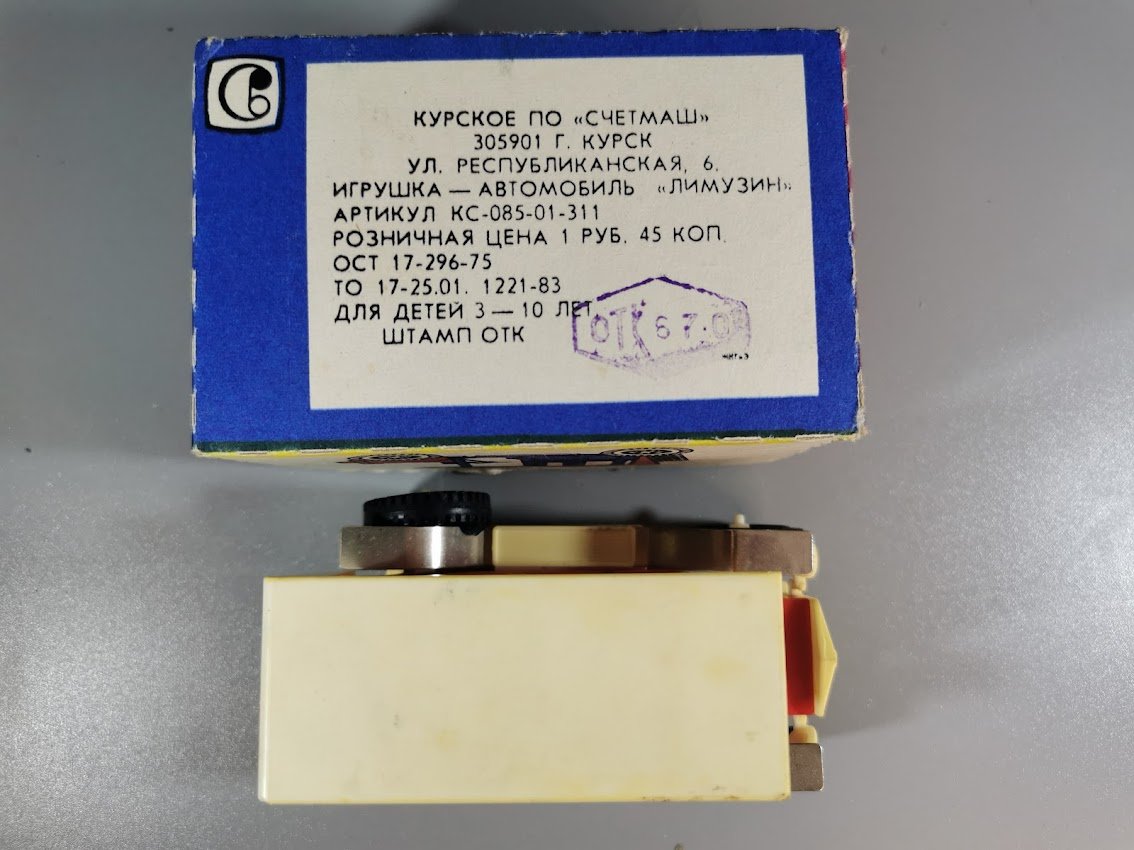 КУРСКОЕ ПО «СЧЕТМАШ»
305901 Г. КУРСК
УЛ. РЕСПУБЛИКАНСКАЯ, 6.
ИГРУШКА — АВТОМОБИЛЬ «ЛИМУЗИН»
АРТИКУЛ КС-085-01-311
РОЗНИЧНАЯ ЦЕНА 1 РУБ. 45 КОП.
ОСТ 17-296-75
ТО 17-25.01. 1221-83
ДЛЯ ДЕТЕЙ 3 — 10 ЛЕТ.
ШТАМП ОТК
ОТК 6 7